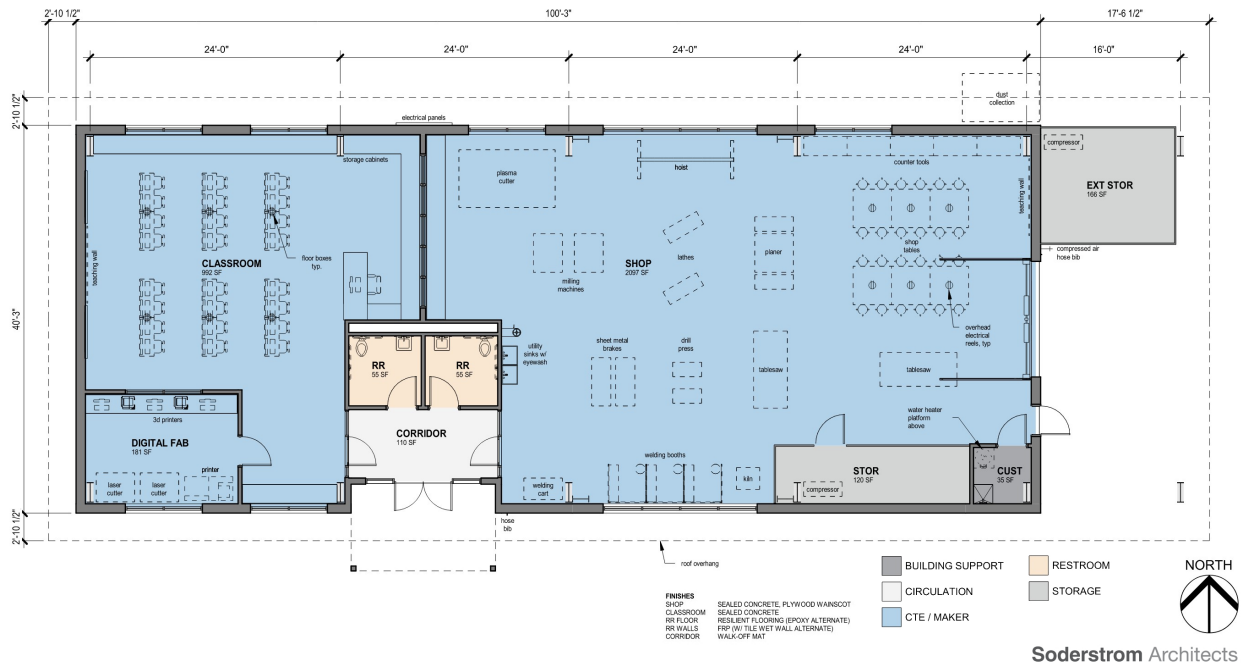 2'-10 1/2"
100'-3"
17'-6 1/2"
24'-0"
24'-0"
24'-0"
24'-0"
16'-0"
2'-10 1/2"
40'-3"
2'-10 1/2"
dust
collection
electrical panels
storage cabinets
plasma
cutter
hoist
counter tools
compressor
EXT STOR
166 SF
teaching wall
teaching wall
floor boxes
typ.
CLASSROOM
992 SF
SHOP
2097 SF
milling
machines
lathes
planer
shop
tables
compressed air
hose bib
overhead
electrical
reels, typ
utility
sinks w/
eyewash
sheet metal
brakes
drill
press
tablesaw
tablesaw
RR
55 SF
RR
55 SF
water heater
platform
above
3d printers
DIGITAL FAB
181 SF
printer
laser
cutter
laser
cutter
CORRIDOR
110 SF
welding booths
welding
cart
kiln
STOR
120 SF
compressor
CUST
35 SF
hose
bib
roof overhang
FINISHES
SHOP SEALED CONCRETE, PLYWOOD WAINSCOT
CLASSROOM SEALED CONCRETE
RR FLOOR RESILIENT FLOORING (EPOXY ALTERNATE)
RR WALLS FRP (W/ TILE WET WALL ALTERNATE)
CORRIDOR WALK-OFF MAT
BUILDING SUPPORT
CIRCULATION
CTE / MAKER
RESTROOM
STORAGE
NORTH
Soderstrom Architects